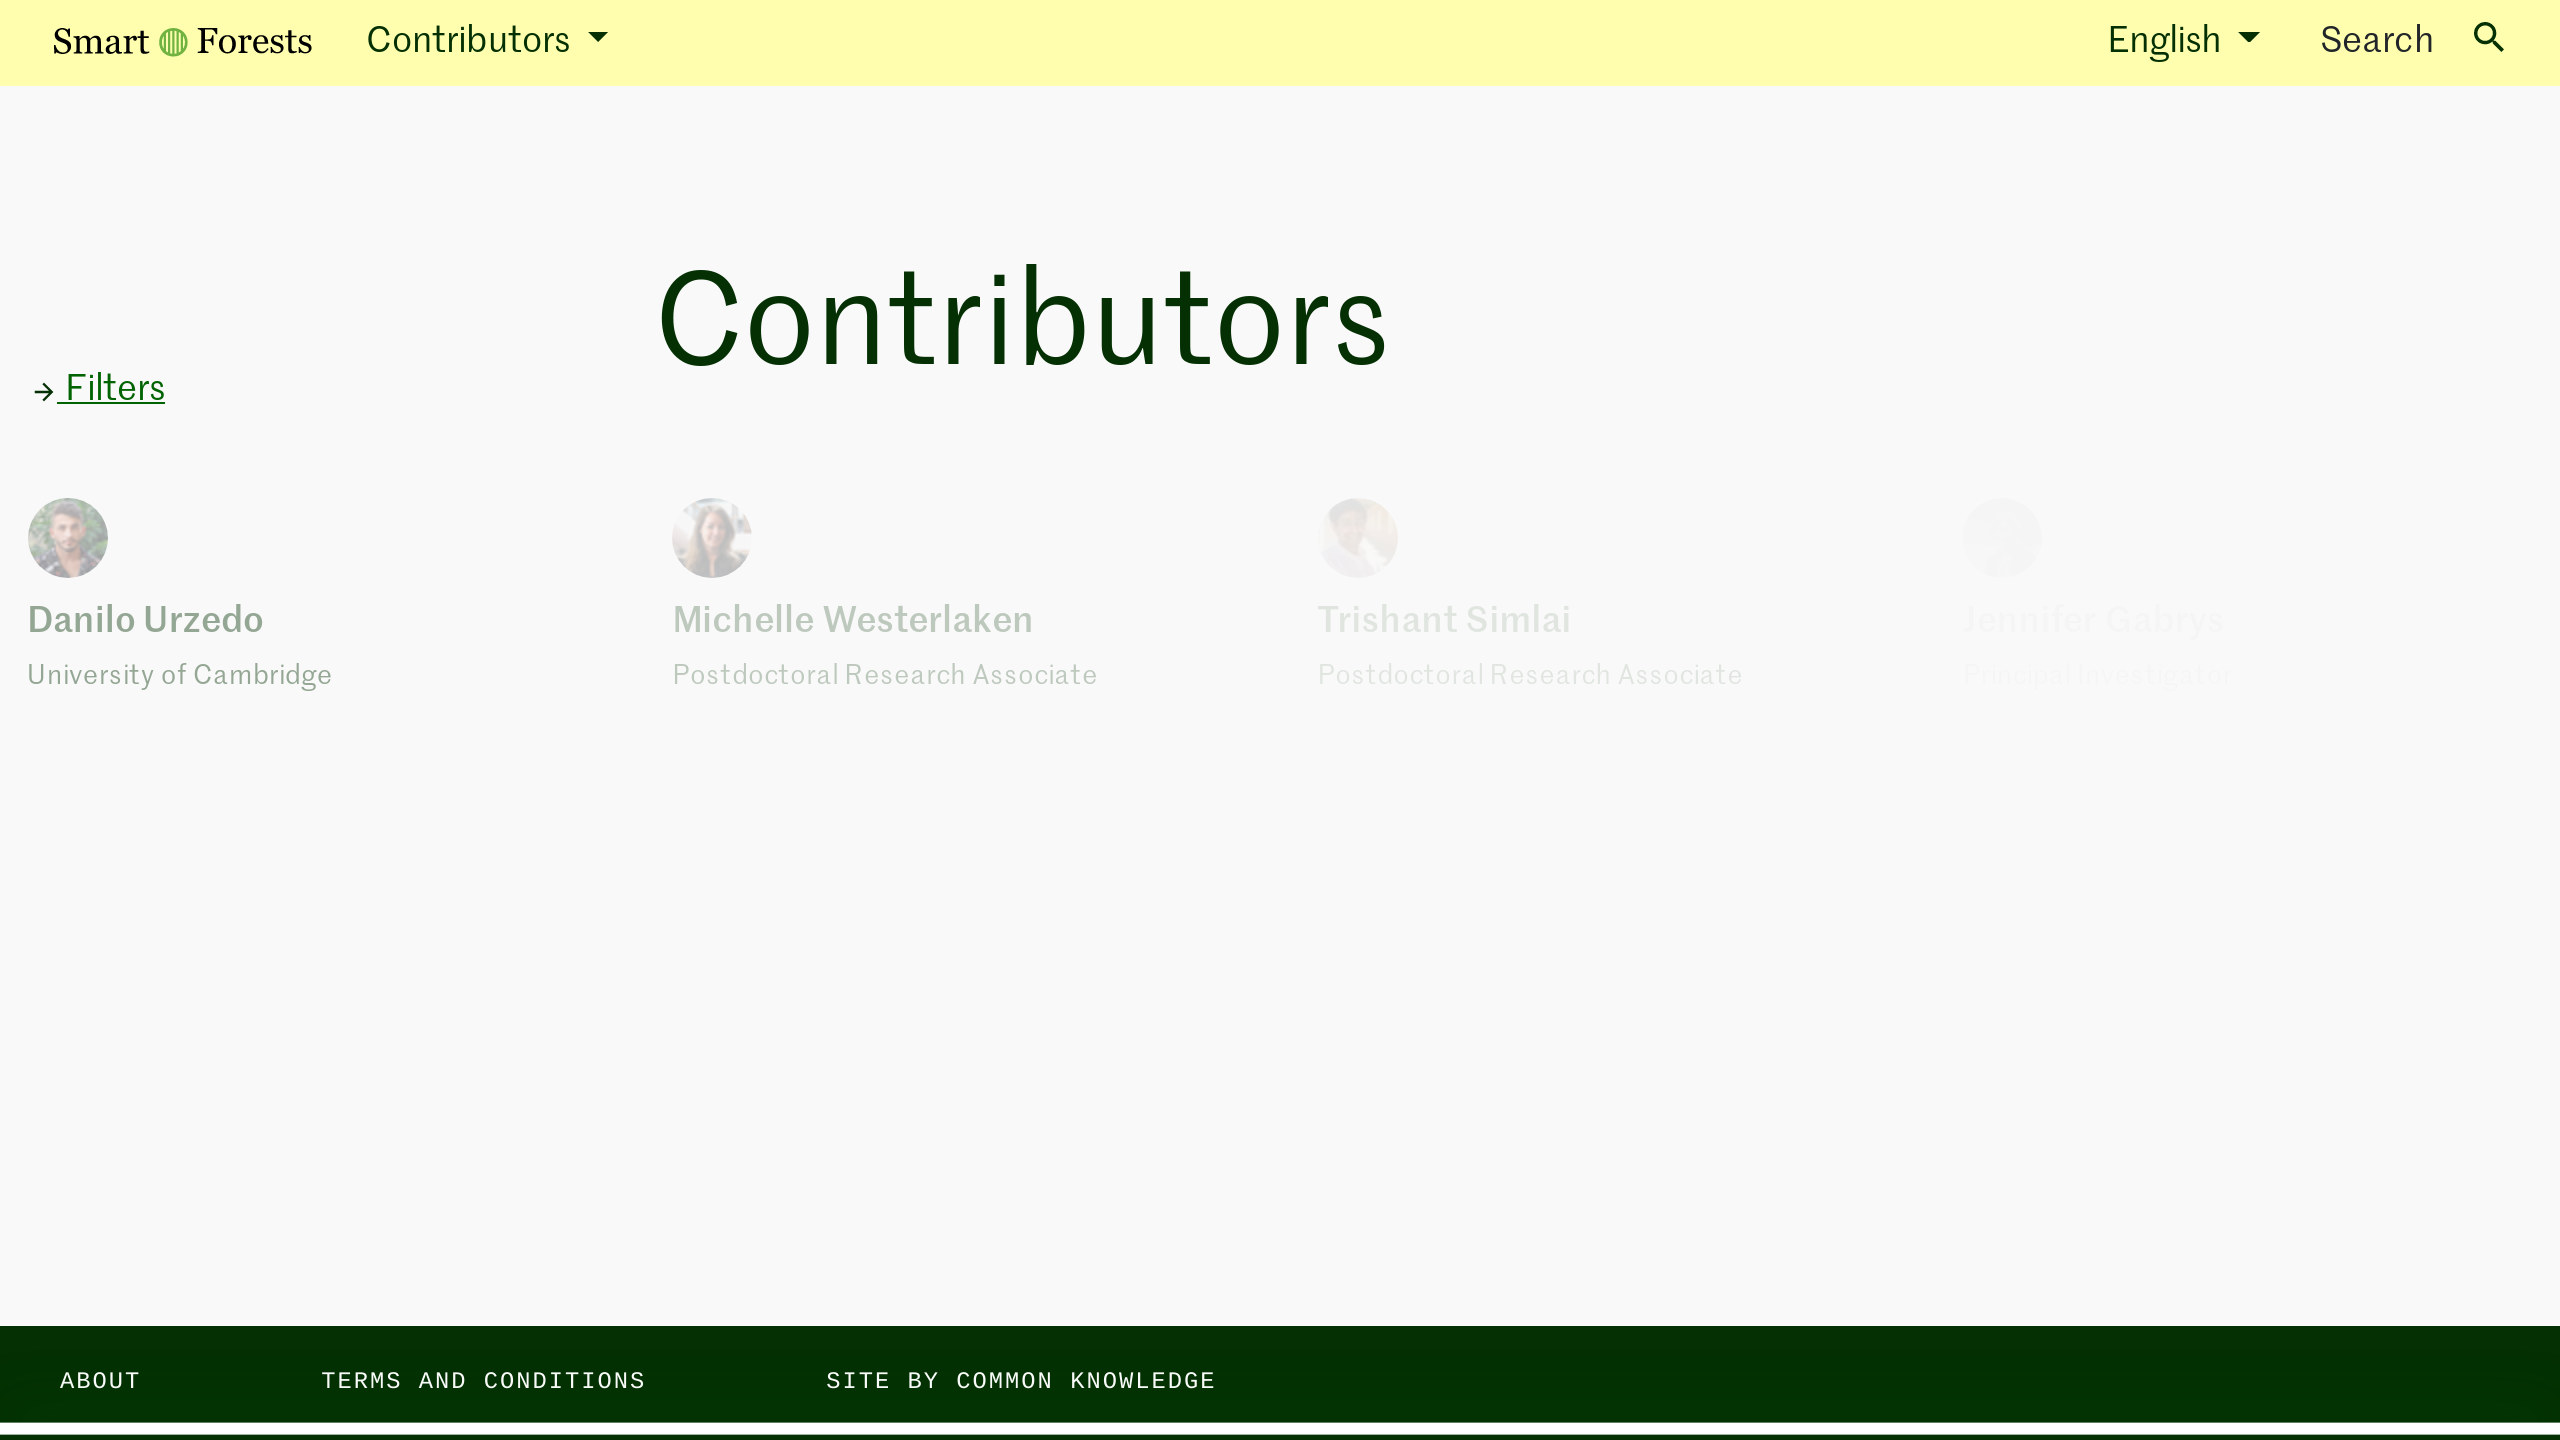 Smart Forests
Contributors
English
Search
Contributors
Filters
Danilo Urzedo
University of Cambridge
Michelle Westerlaken
Postdoctoral Research Associate
Trishant Simlai
Postdoctoral Research Associate
Jennifer Gabrys
Principal Investigator
ABOUT
TERMS AND CONDITIONS
SITE BY COMMON KNOWLEDGE